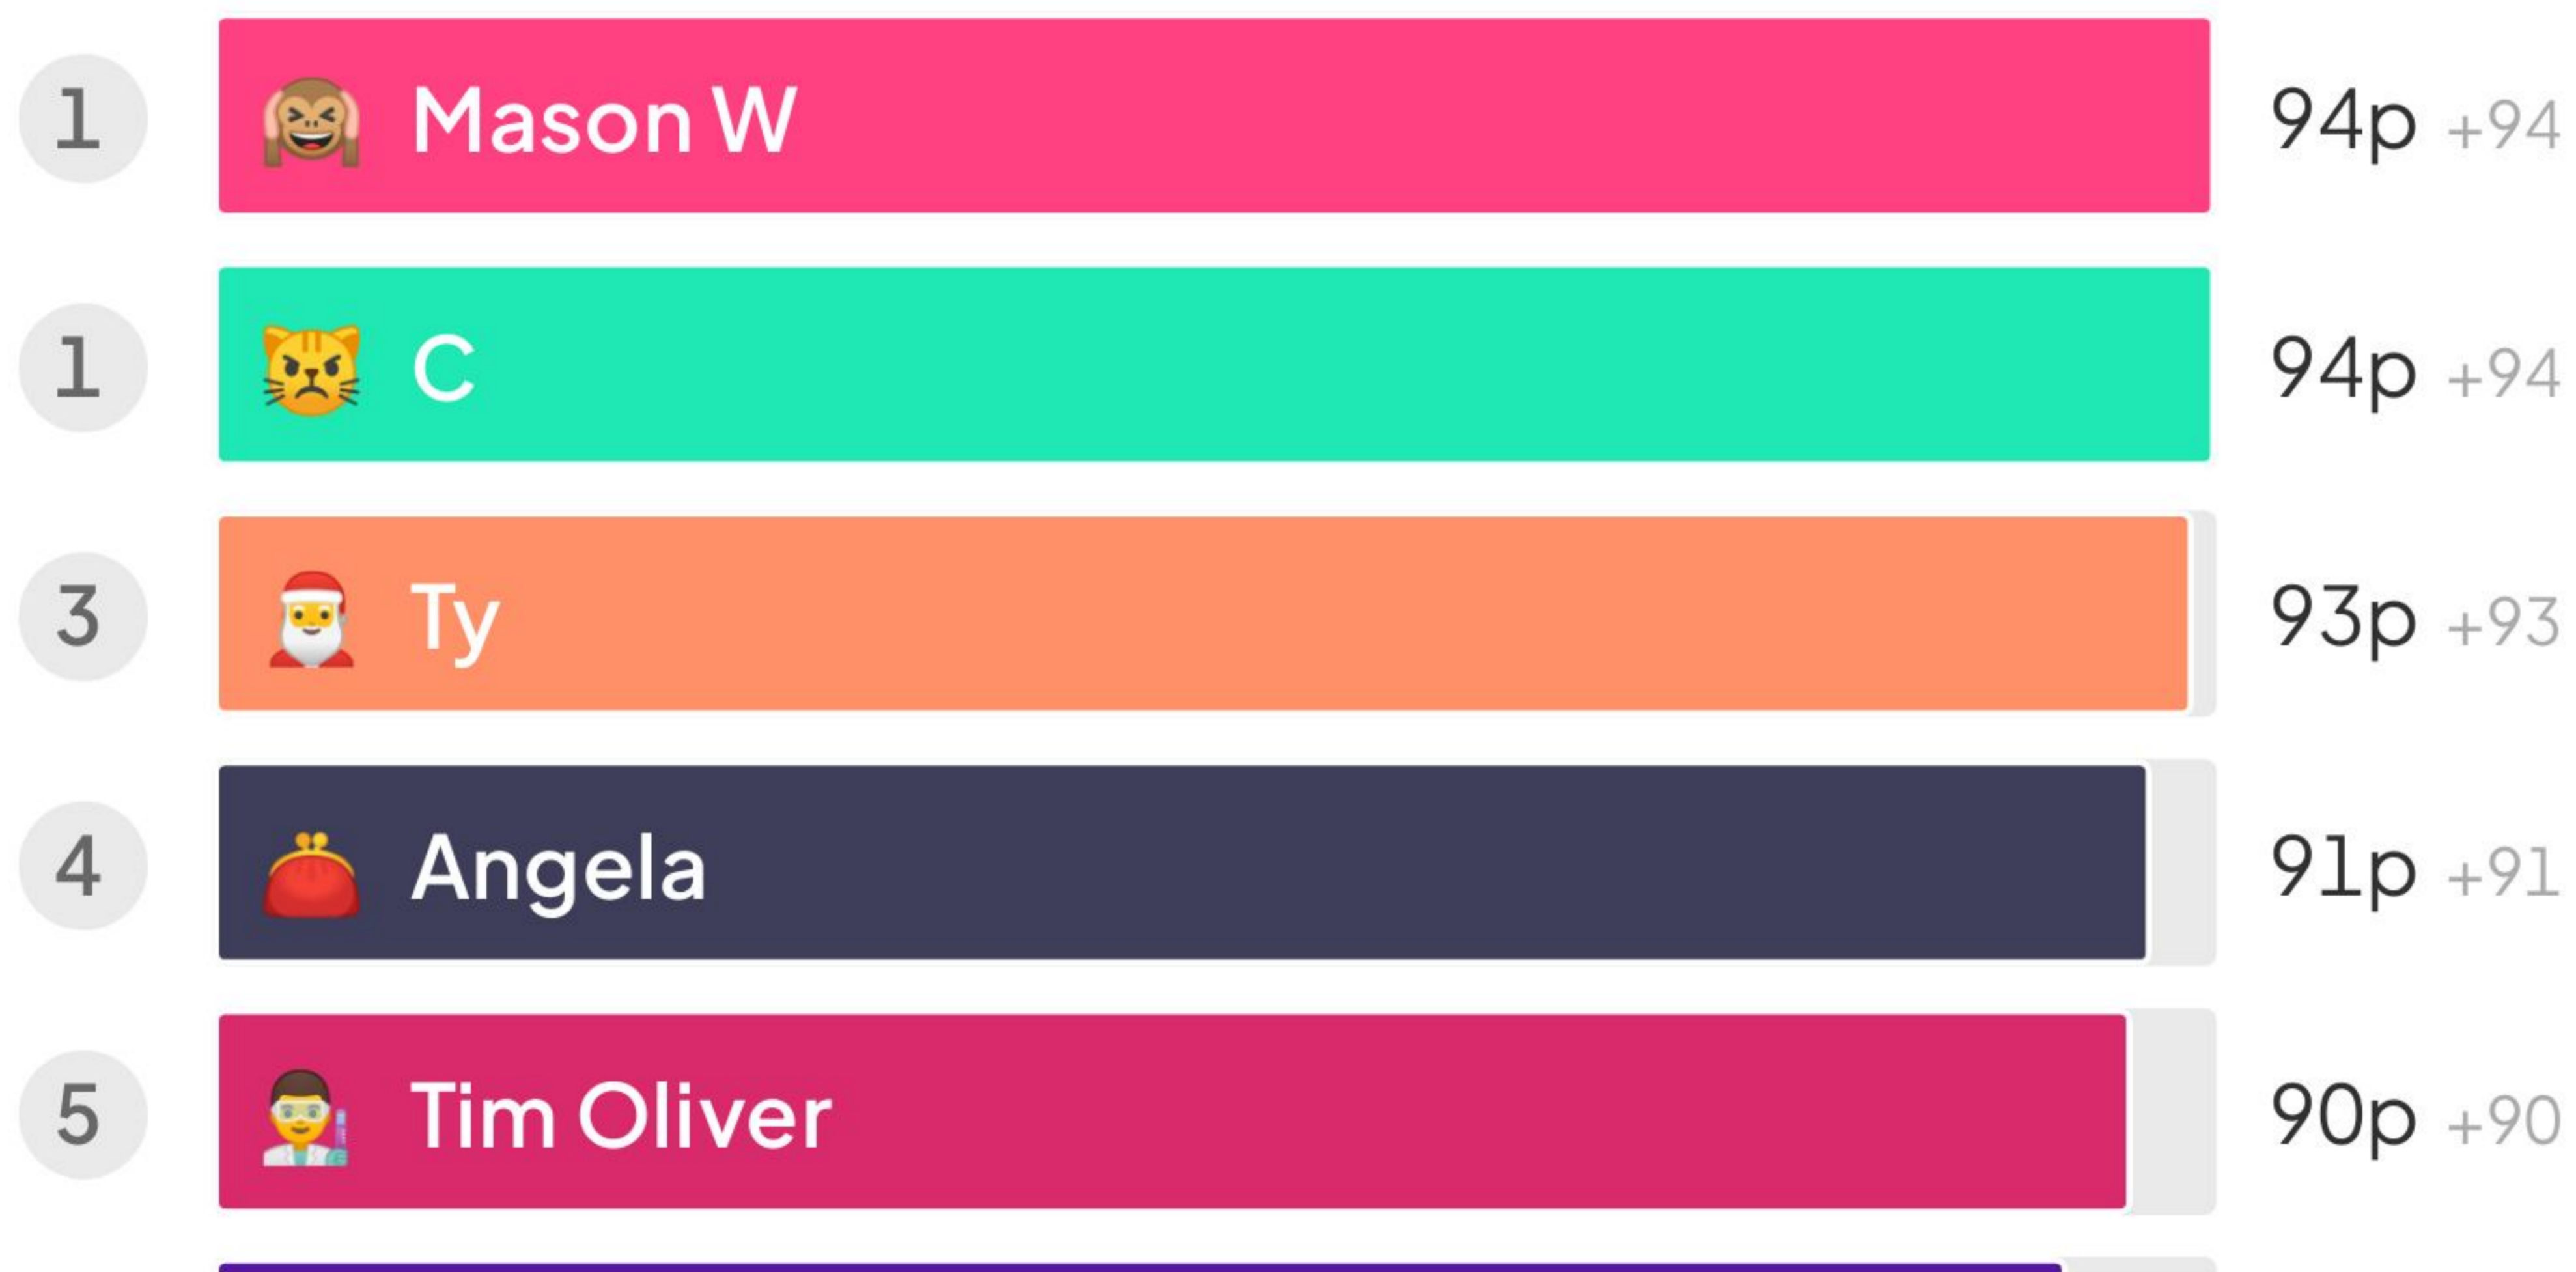 1 Mason W 94p +94
1 C 94p +94
3 Ty 93p +93
4 Angela 91p +91
5 Tim Oliver 90p +90